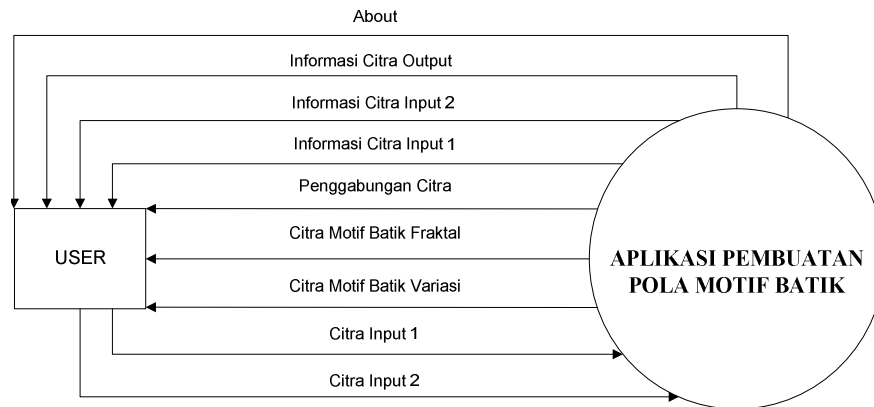 About
Informasi Citra Output
Informasi Citra Input 2
Informasi Citra Input 1
Penggabungan Citra
Citra Motif Batik Fraktal
USER
APLIKASI PEMBUATAN
POLA MOTIF BATIK
Citra Motif Batik Variasi
Citra Input 1
Citra Input 2